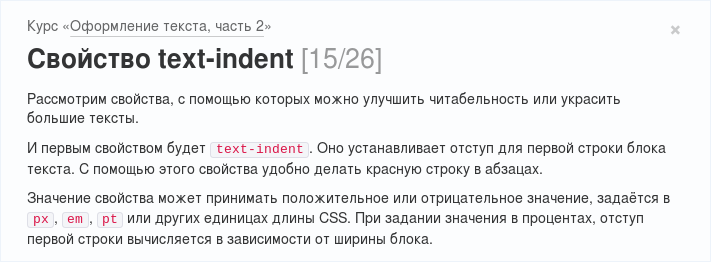 Курс «Оформление текста, часть 2»
Свойство text-indent [15/26]
Рассмотрим свойства, с помощью которых можно улучшить читабельность или украсить
большие тексты.
И первым свойством будет text-indent. Оно устанавливает отступ для первой строки блока
текста. С помощью этого свойства удобно делать красную строку в абзацах.
Значение свойства может принимать положительное или отрицательное значение, задаётся в
px, em, pt или других единицах длины CSS. При задании значения в процентах, отступ
первой строки вычисляется в зависимости от ширины блока.